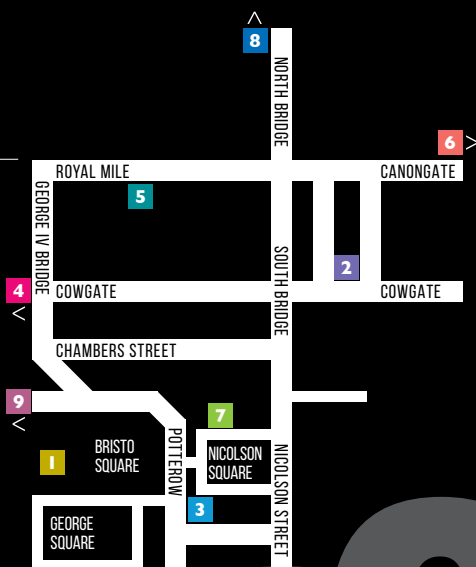 8
NORTH BRIDGE
6
ROYAL MILE
CANONGATE
5
GEORGE IV BRIDGE
SOUTH BRIDGE
2
4
COWGATE
COWGATE
CHAMBERS STREET
9
7
1
BRISTO
SQUARE
POTTEROW
NICOLSON
SQUARE
NICOLSON STREET
3
GEORGE
SQUARE